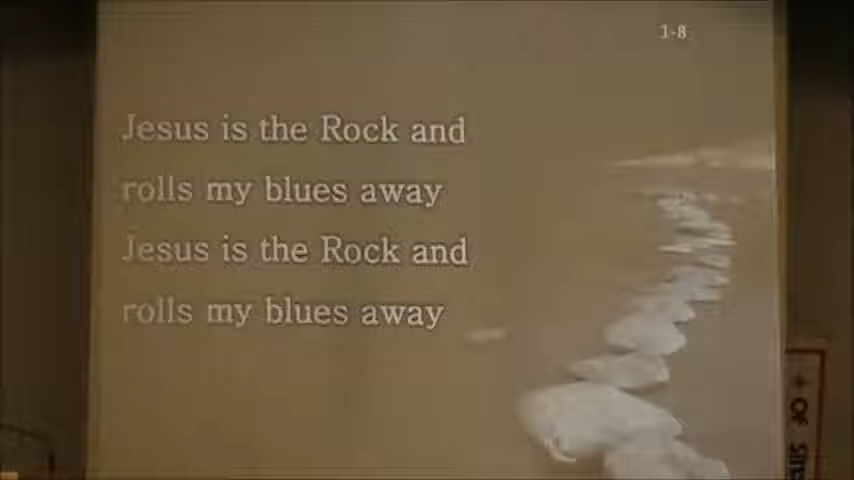 1-8
Jesus is the Rock and
rolls my blues away
Jesus is the Rock and
rolls my blues away
OF